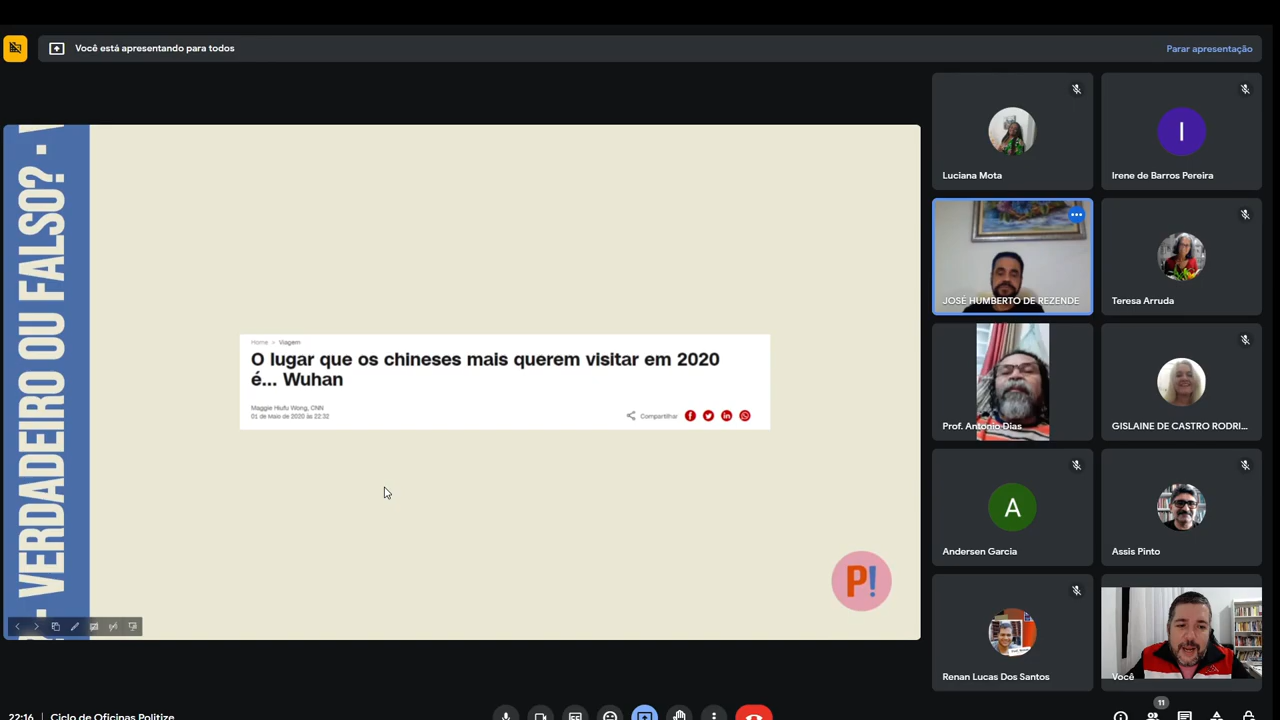 Você está apresentando para todos
Parar apresentação
VERDADEIRO OU FALSO?
Home
Viagem
O lugar que os chineses mais querem visitar em 2020
é... Wuhan
Maggie Hiufu Wong, CNN
01 de Maio de 2020 às 22:32
Compartilhar
P!
Luciana Mota
I
Irene de Barros Pereira
JOSÉ HUMBERTO DE REZENDE
Teresa Arruda
Prof. Antonio Dias
GISLAINE DE CASTRO RODRI...
A
Andersen Garcia
Assis Pinto
Renan Lucas Dos Santos
Você
11
22:16
Ciclo de Oficinas Politize